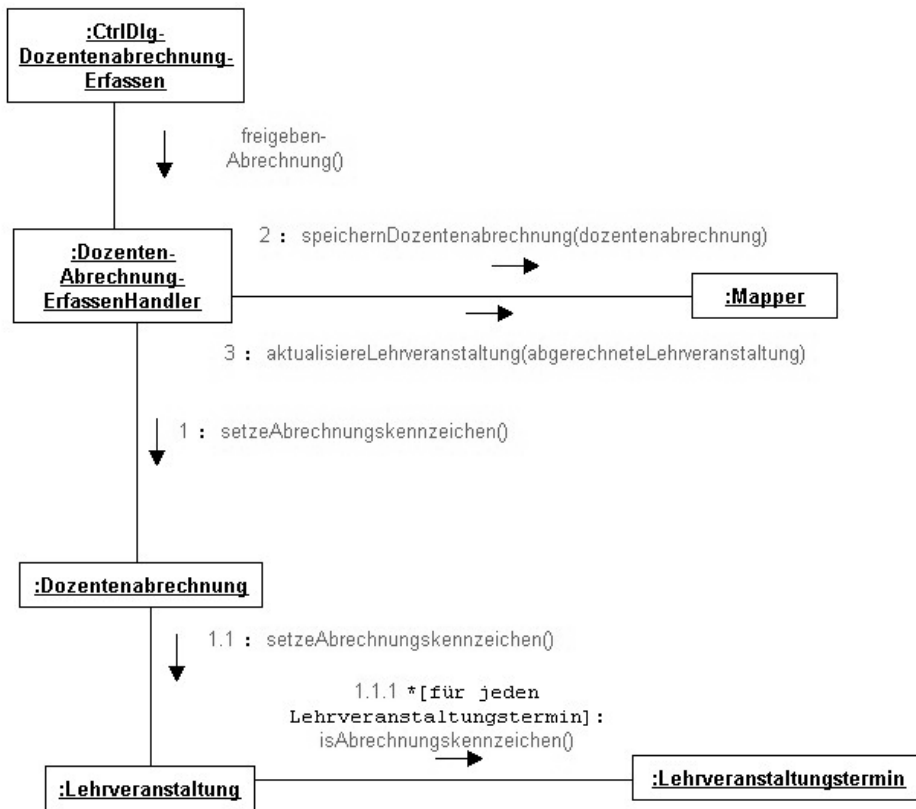 :CtrlDlg-
Dozentenabrechnung-
Erfassen
freigeben-
Abrechnung()
2 : speichernDozentenabrechnung(dozentenabrechnung)
:Dozenten-
Abrechnung-
ErfassenHandler
:Mapper
3 : aktualisiereLehrveranstaltung(abgerechneteLehrveranstaltung)
1 : setzeAbrechnungskennzeichen()
:Dozentenabrechnung
1.1 : setzeAbrechnungskennzeichen()
1.1.1 *[für jeden
Lehrveranstaltungstermin]:
isAbrechnungskennzeichen()
:Lehrveranstaltung
:Lehrveranstaltungstermin